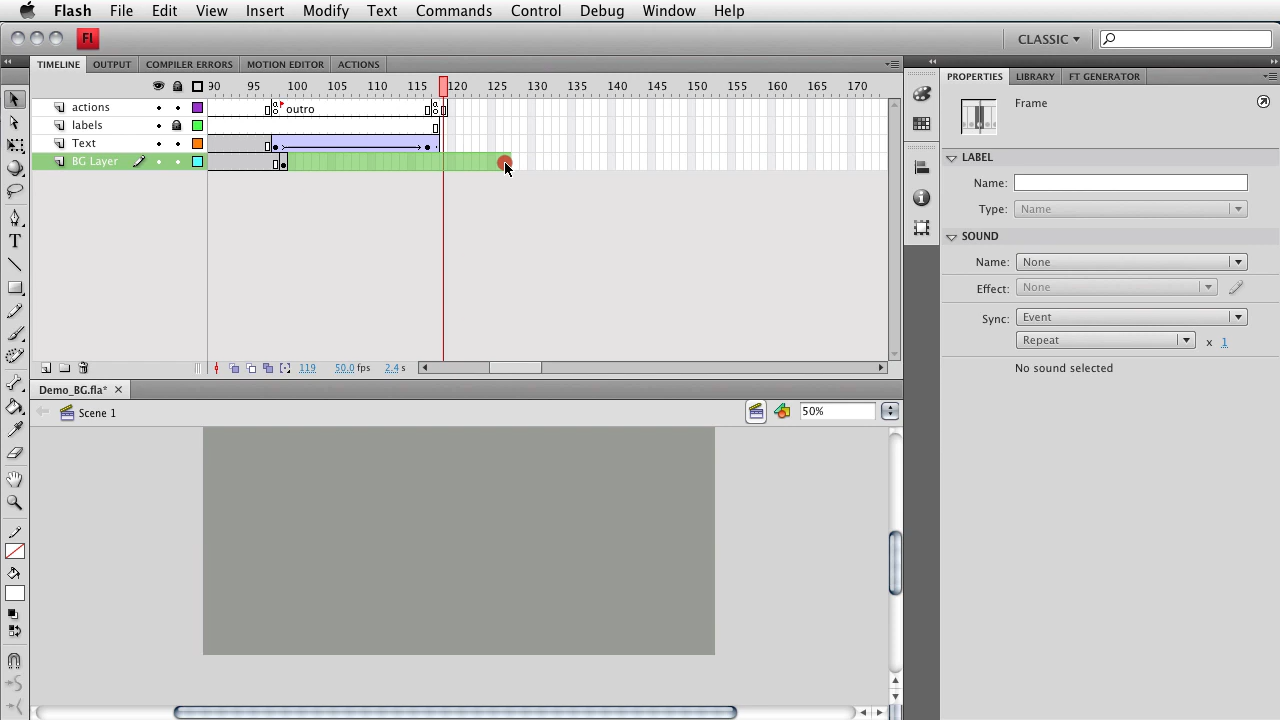 Flash File Edit View Insert Modify Text Commands Control Debug Window Help
Fl
CLASSIC
TIMELINE OUTPUT COMPILER ERRORS MOTION EDITOR ACTIONS
90 95 100 105 110 115 120 125 130 135 140 145 150 155 160 165 170
actions
outro
labels
Text
BG Layer
119 50.0 fps 2.4 s
Demo_BG.fla*
Scene 1
50%
T
PROPERTIES LIBRARY FT GENERATOR
Frame
LABEL
Name:
Type: Name
SOUND
Name: None
Effect: None
Sync: Event
Repeat x 1
No sound selected